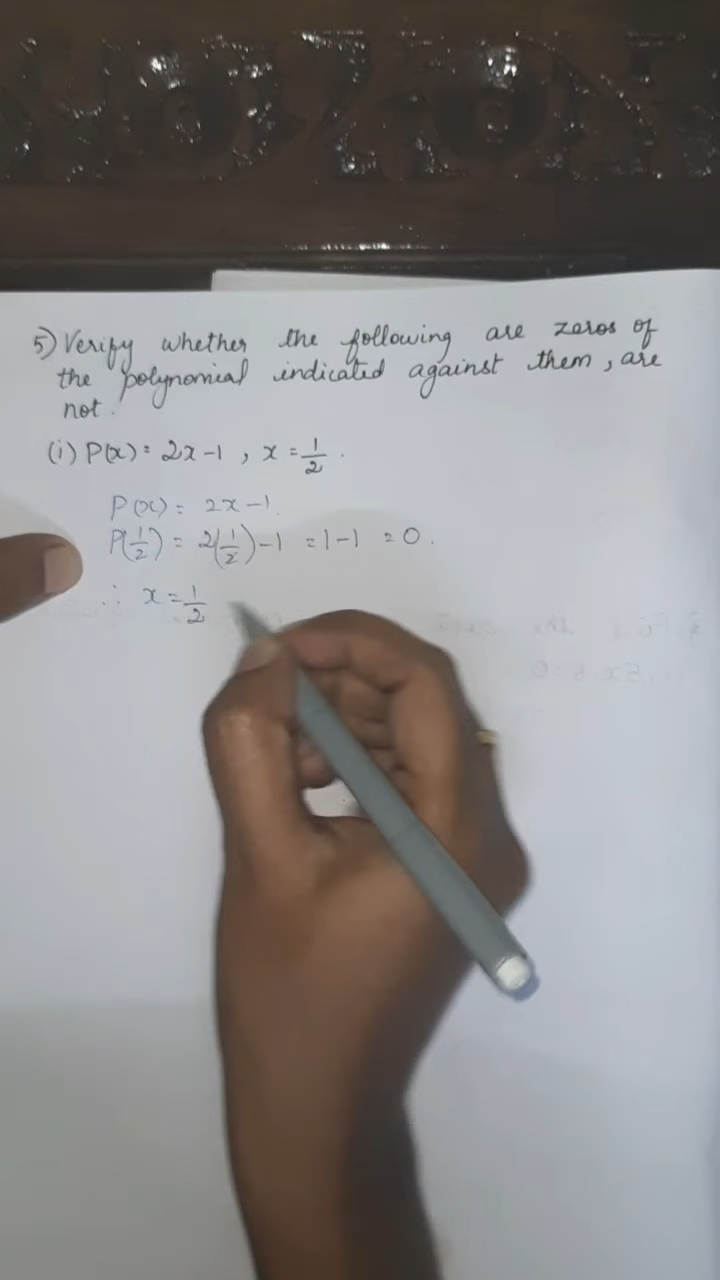 5) Verify whether the following are zeros of
the polynomial indicated against them, are
not.
(i) P(x) = 2x-1, x = 1/2.
P(x) = 2x-1.
P(1/2) = 2(1/2)-1 = 1-1 = 0.
∴ x = 1/2